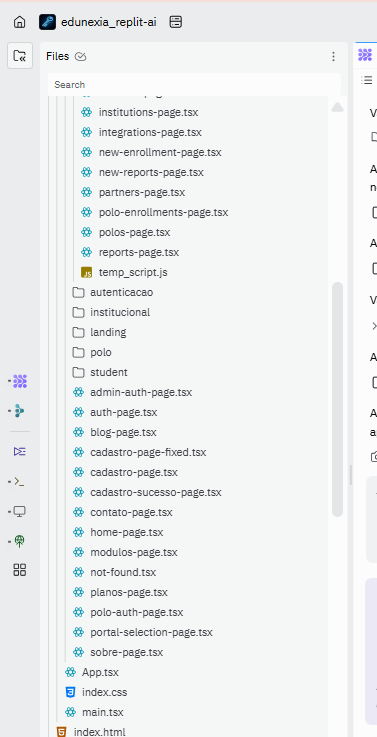 edunexia_replit-ai
Files
Search
institutions-page.tsx
integrations-page.tsx
new-enrollment-page.tsx
new-reports-page.tsx
partners-page.tsx
polo-enrollments-page.tsx
polos-page.tsx
reports-page.tsx
temp_script.js
autenticacao
institucional
landing
polo
student
admin-auth-page.tsx
auth-page.tsx
blog-page.tsx
cadastro-page-fixed.tsx
cadastro-page.tsx
cadastro-sucesso-page.tsx
contato-page.tsx
home-page.tsx
modulos-page.tsx
not-found.tsx
planos-page.tsx
polo-auth-page.tsx
portal-selection-page.tsx
sobre-page.tsx
App.tsx
index.css
main.tsx
index.html